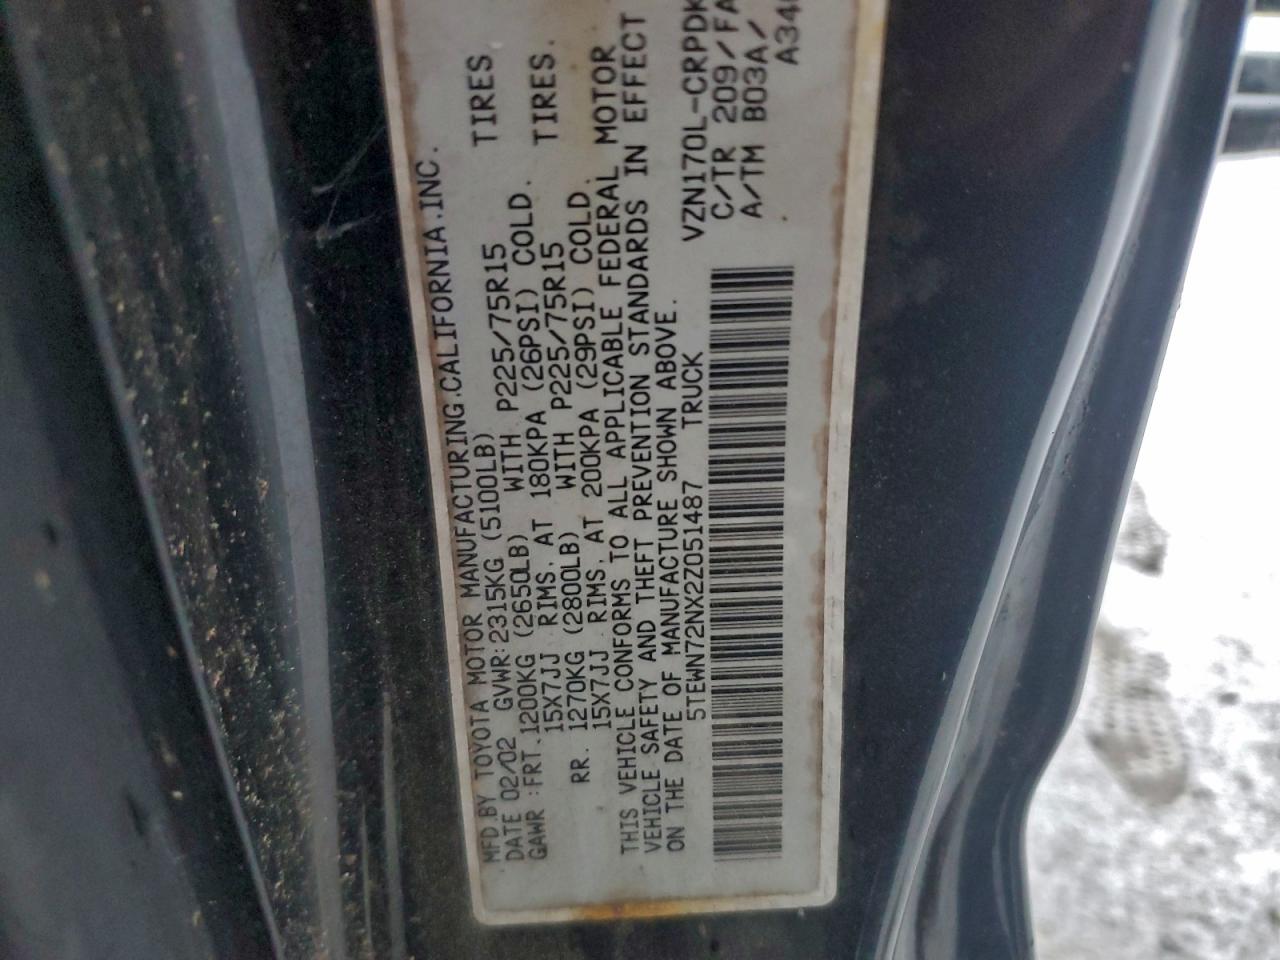 MFD.BY TOYOTA MOTOR MANUFACTURING.CALIFORNIA.INC.
DATE 02/02 GVWR:2315KG (5100LB)
GAWR :FRT.1200KG (2650LB) WITH P225/75R15 TIRES
15X7JJ RIMS, AT 180KPA (26PSI) COLD.
RR. 1270KG (2800LB) WITH P225/75R15 TIRES.
15X7JJ RIMS, AT 200KPA (29PSI) COLD.
THIS VEHICLE CONFORMS TO ALL APPLICABLE FEDERAL MOTOR
VEHICLE SAFETY AND THEFT PREVENTION STANDARDS IN EFFECT
ON THE DATE OF MANUFACTURE SHOWN ABOVE.
5TEWN72NX2Z051487 TRUCK
VZN170L-CRPDK
C/TR 209/FA
A/TM B03A/
A340